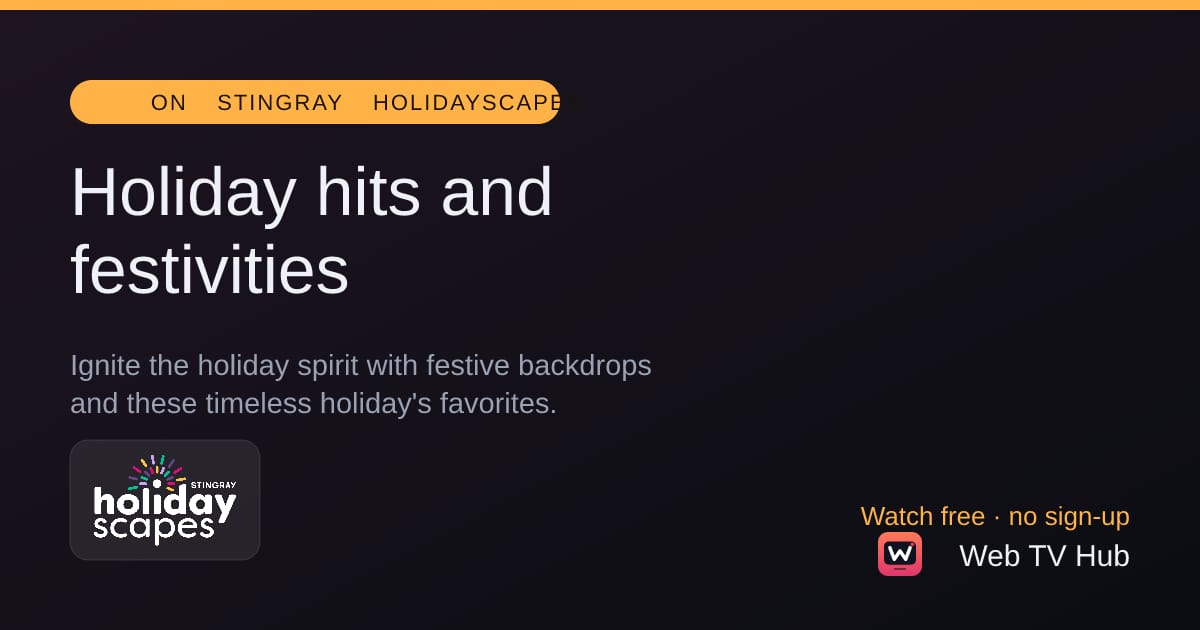 ON STINGRAY HOLIDAYSCAPE
Holiday hits and
festivities
Ignite the holiday spirit with festive backdrops
and these timeless holiday's favorites.
STINGRAY
holiday
scapes
Watch free · no sign-up
W
Web TV Hub